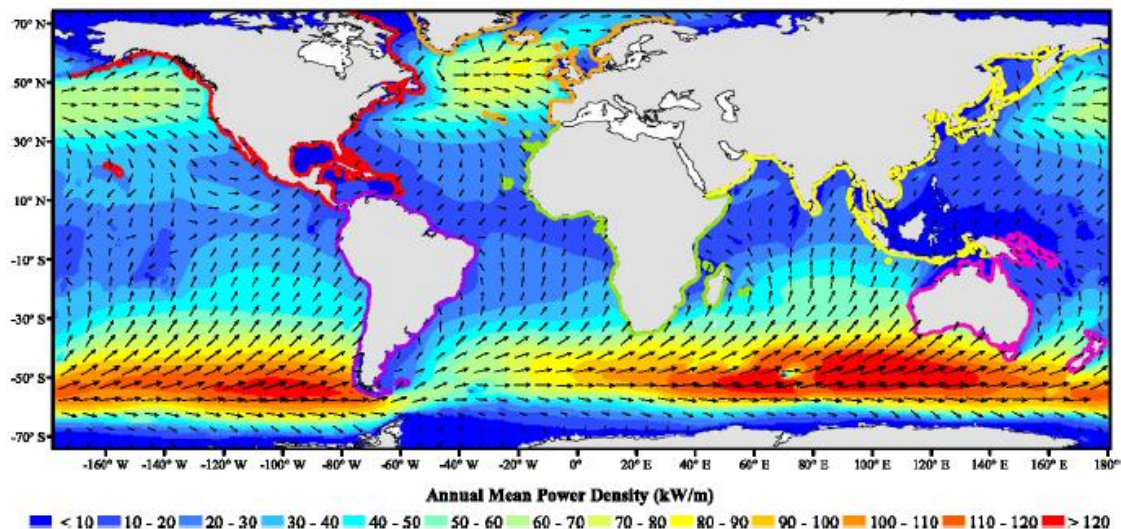 70° N
50° N
30° N
10° N
-10° S
-30° S
-50° S
-70° S
-160° W -140° W -120° W -100° W -80° W -60° W -40° W -20° W 0° 20° E 40° E 60° E 80° E 100° E 120° E 140° E 160° E 180° E
Annual Mean Power Density (kW/m)
< 10 10 - 20 20 - 30 30 - 40 40 - 50 50 - 60 60 - 70 70 - 80 80 - 90 90 - 100 100 - 110 110 - 120 > 120